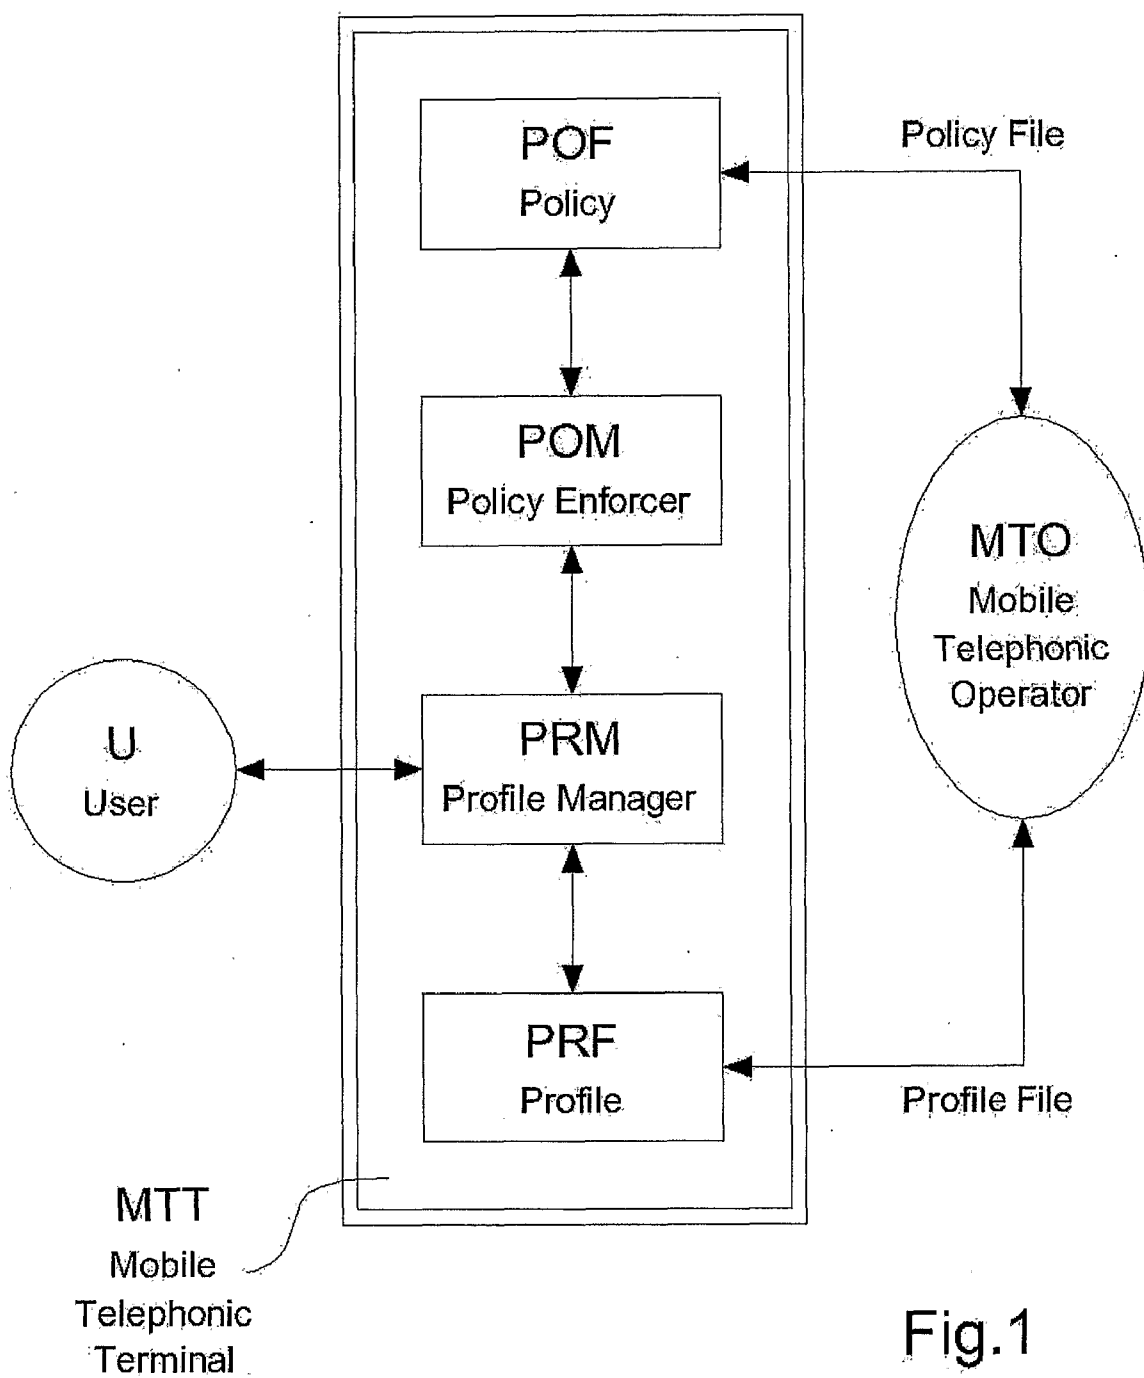 POF
Policy
Policy File
POM
Policy Enforcer
MTO
Mobile
Telephonic
Operator
U
User
PRM
Profile Manager
PRF
Profile
Profile File
MTT
Mobile
Telephonic
Terminal
Fig.1